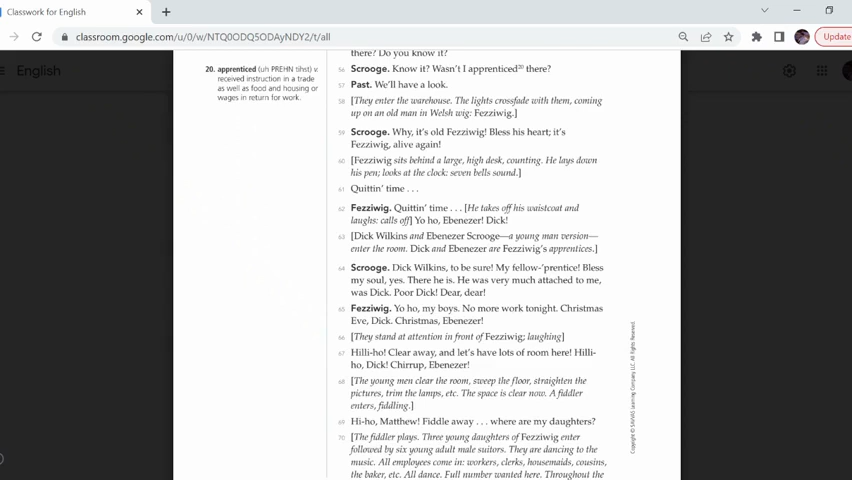 Classwork for English
classroom.google.com/u/0/w/NTQ0ODQ5ODAyNDY2/t/all
Update
English
there? Do you know it?
20. apprenticed (uh PREHN tihst) v.
received instruction in a trade
as well as food and housing or
wages in return for work.
56 Scrooge. Know it? Wasn't I apprenticed20 there?
57 Past. We'll have a look.
58 [They enter the warehouse. The lights crossfade with them, coming
up on an old man in Welsh wig: Fezziwig.]
59 Scrooge. Why, it's old Fezziwig! Bless his heart; it's
Fezziwig, alive again!
60 [Fezziwig sits behind a large, high desk, counting. He lays down
his pen; looks at the clock: seven bells sound.]
61 Quittin' time . . .
62 Fezziwig. Quittin' time . . . [He takes off his waistcoat and
laughs: calls off] Yo ho, Ebenezer! Dick!
63 [Dick Wilkins and Ebenezer Scrooge—a young man version—
enter the room. Dick and Ebenezer are Fezziwig's apprentices.]
64 Scrooge. Dick Wilkins, to be sure! My fellow-'prentice! Bless
my soul, yes. There he is. He was very much attached to me,
was Dick. Poor Dick! Dear, dear!
65 Fezziwig. Yo ho, my boys. No more work tonight. Christmas
Eve, Dick. Christmas, Ebenezer!
66 [They stand at attention in front of Fezziwig; laughing]
67 Hilli-ho! Clear away, and let's have lots of room here! Hilli-
ho, Dick! Chirrup, Ebenezer!
68 [The young men clear the room, sweep the floor, straighten the
pictures, trim the lamps, etc. The space is clear now. A fiddler
enters, fiddling.]
69 Hi-ho, Matthew! Fiddle away . . . where are my daughters?
70 [The fiddler plays. Three young daughters of Fezziwig enter
followed by six young adult male suitors. They are dancing to the
music. All employees come in: workers, clerks, housemaids, cousins,
the baker, etc. All dance. Full number wanted here. Throughout the
Copyright © SAVVAS Learning Company LLC. All Rights Reserved.